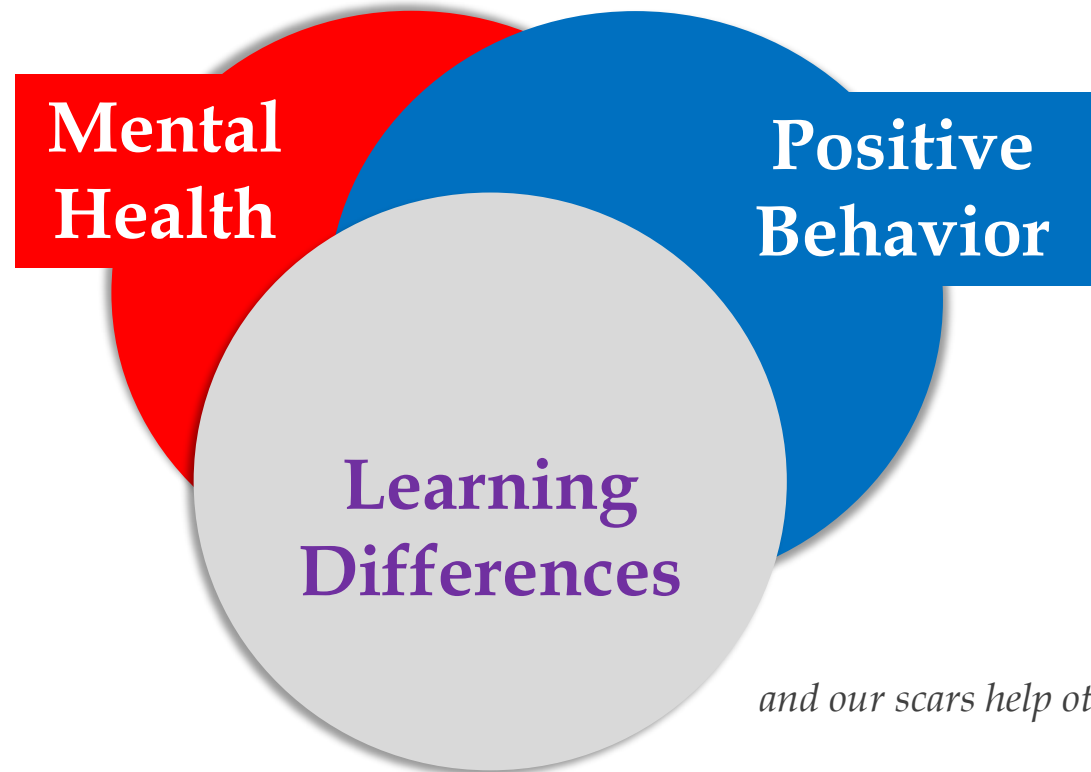 Mental
Health
Positive
Behavior
Learning
Differences
and our scars help ot